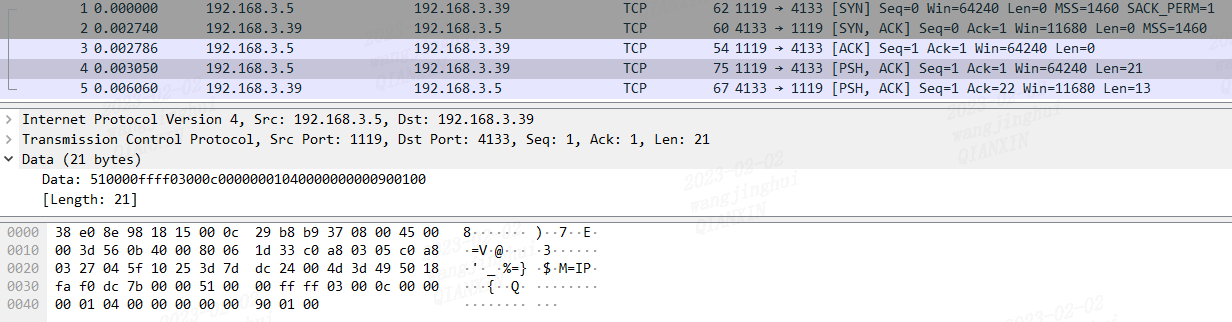 1 0.000000 192.168.3.5 192.168.3.39 TCP 62 1119 → 4133 [SYN] Seq=0 Win=64240 Len=0 MSS=1460 SACK_PERM=1
2 0.002740 192.168.3.39 192.168.3.5 TCP 60 4133 → 1119 [SYN, ACK] Seq=0 Ack=1 Win=11680 Len=0 MSS=1460
3 0.002786 192.168.3.5 192.168.3.39 TCP 54 1119 → 4133 [ACK] Seq=1 Ack=1 Win=64240 Len=0
4 0.003050 192.168.3.5 192.168.3.39 TCP 75 1119 → 4133 [PSH, ACK] Seq=1 Ack=1 Win=64240 Len=21
5 0.006060 192.168.3.39 192.168.3.5 TCP 67 4133 → 1119 [PSH, ACK] Seq=1 Ack=22 Win=11680 Len=13
Internet Protocol Version 4, Src: 192.168.3.5, Dst: 192.168.3.39
Transmission Control Protocol, Src Port: 1119, Dst Port: 4133, Seq: 1, Ack: 1, Len: 21
Data (21 bytes)
Data: 510000ffff03000c000000010400000000000900100
[Length: 21]
0000 38 e0 8e 98 18 15 00 0c 29 b8 b9 37 08 00 45 00 8······· )··7··E·
0010 00 3d 56 0b 40 00 80 06 1d 33 c0 a8 03 05 c0 a8 ·=V·@··· ·3······
0020 03 27 04 5f 10 25 3d 7d dc 24 00 4d 3d 49 50 18 ·'·_·%=} ·$·M=IP·
0030 fa f0 dc 7b 00 00 51 00 00 ff ff 03 00 0c 00 00 ···{··Q· ········
0040 00 01 04 00 00 00 00 00 90 01 00 ········ ···
2023-02-02
wangjinghui
QIANXIN